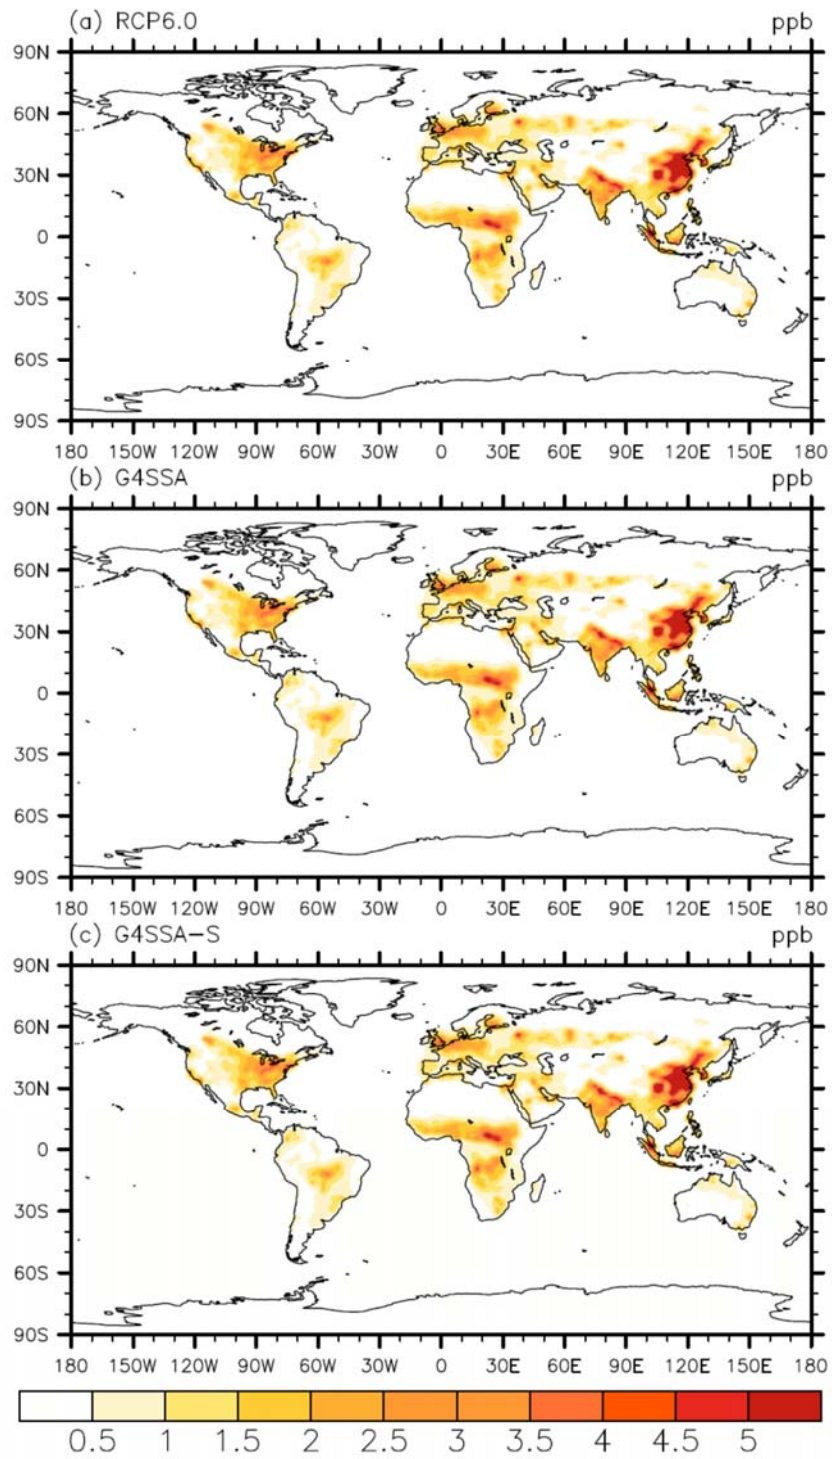 (a) RCP6.0 ppb
90N
60N
30N
0
30S
60S
90S
180 150W 120W 90W 60W 30W 0 30E 60E 90E 120E 150E 180
(b) G4SSA ppb
90N
60N
30N
0
30S
60S
90S
180 150W 120W 90W 60W 30W 0 30E 60E 90E 120E 150E 180
(c) G4SSA-S ppb
90N
60N
30N
0
30S
60S
90S
180 150W 120W 90W 60W 30W 0 30E 60E 90E 120E 150E 180
0.5 1 1.5 2 2.5 3 3.5 4 4.5 5